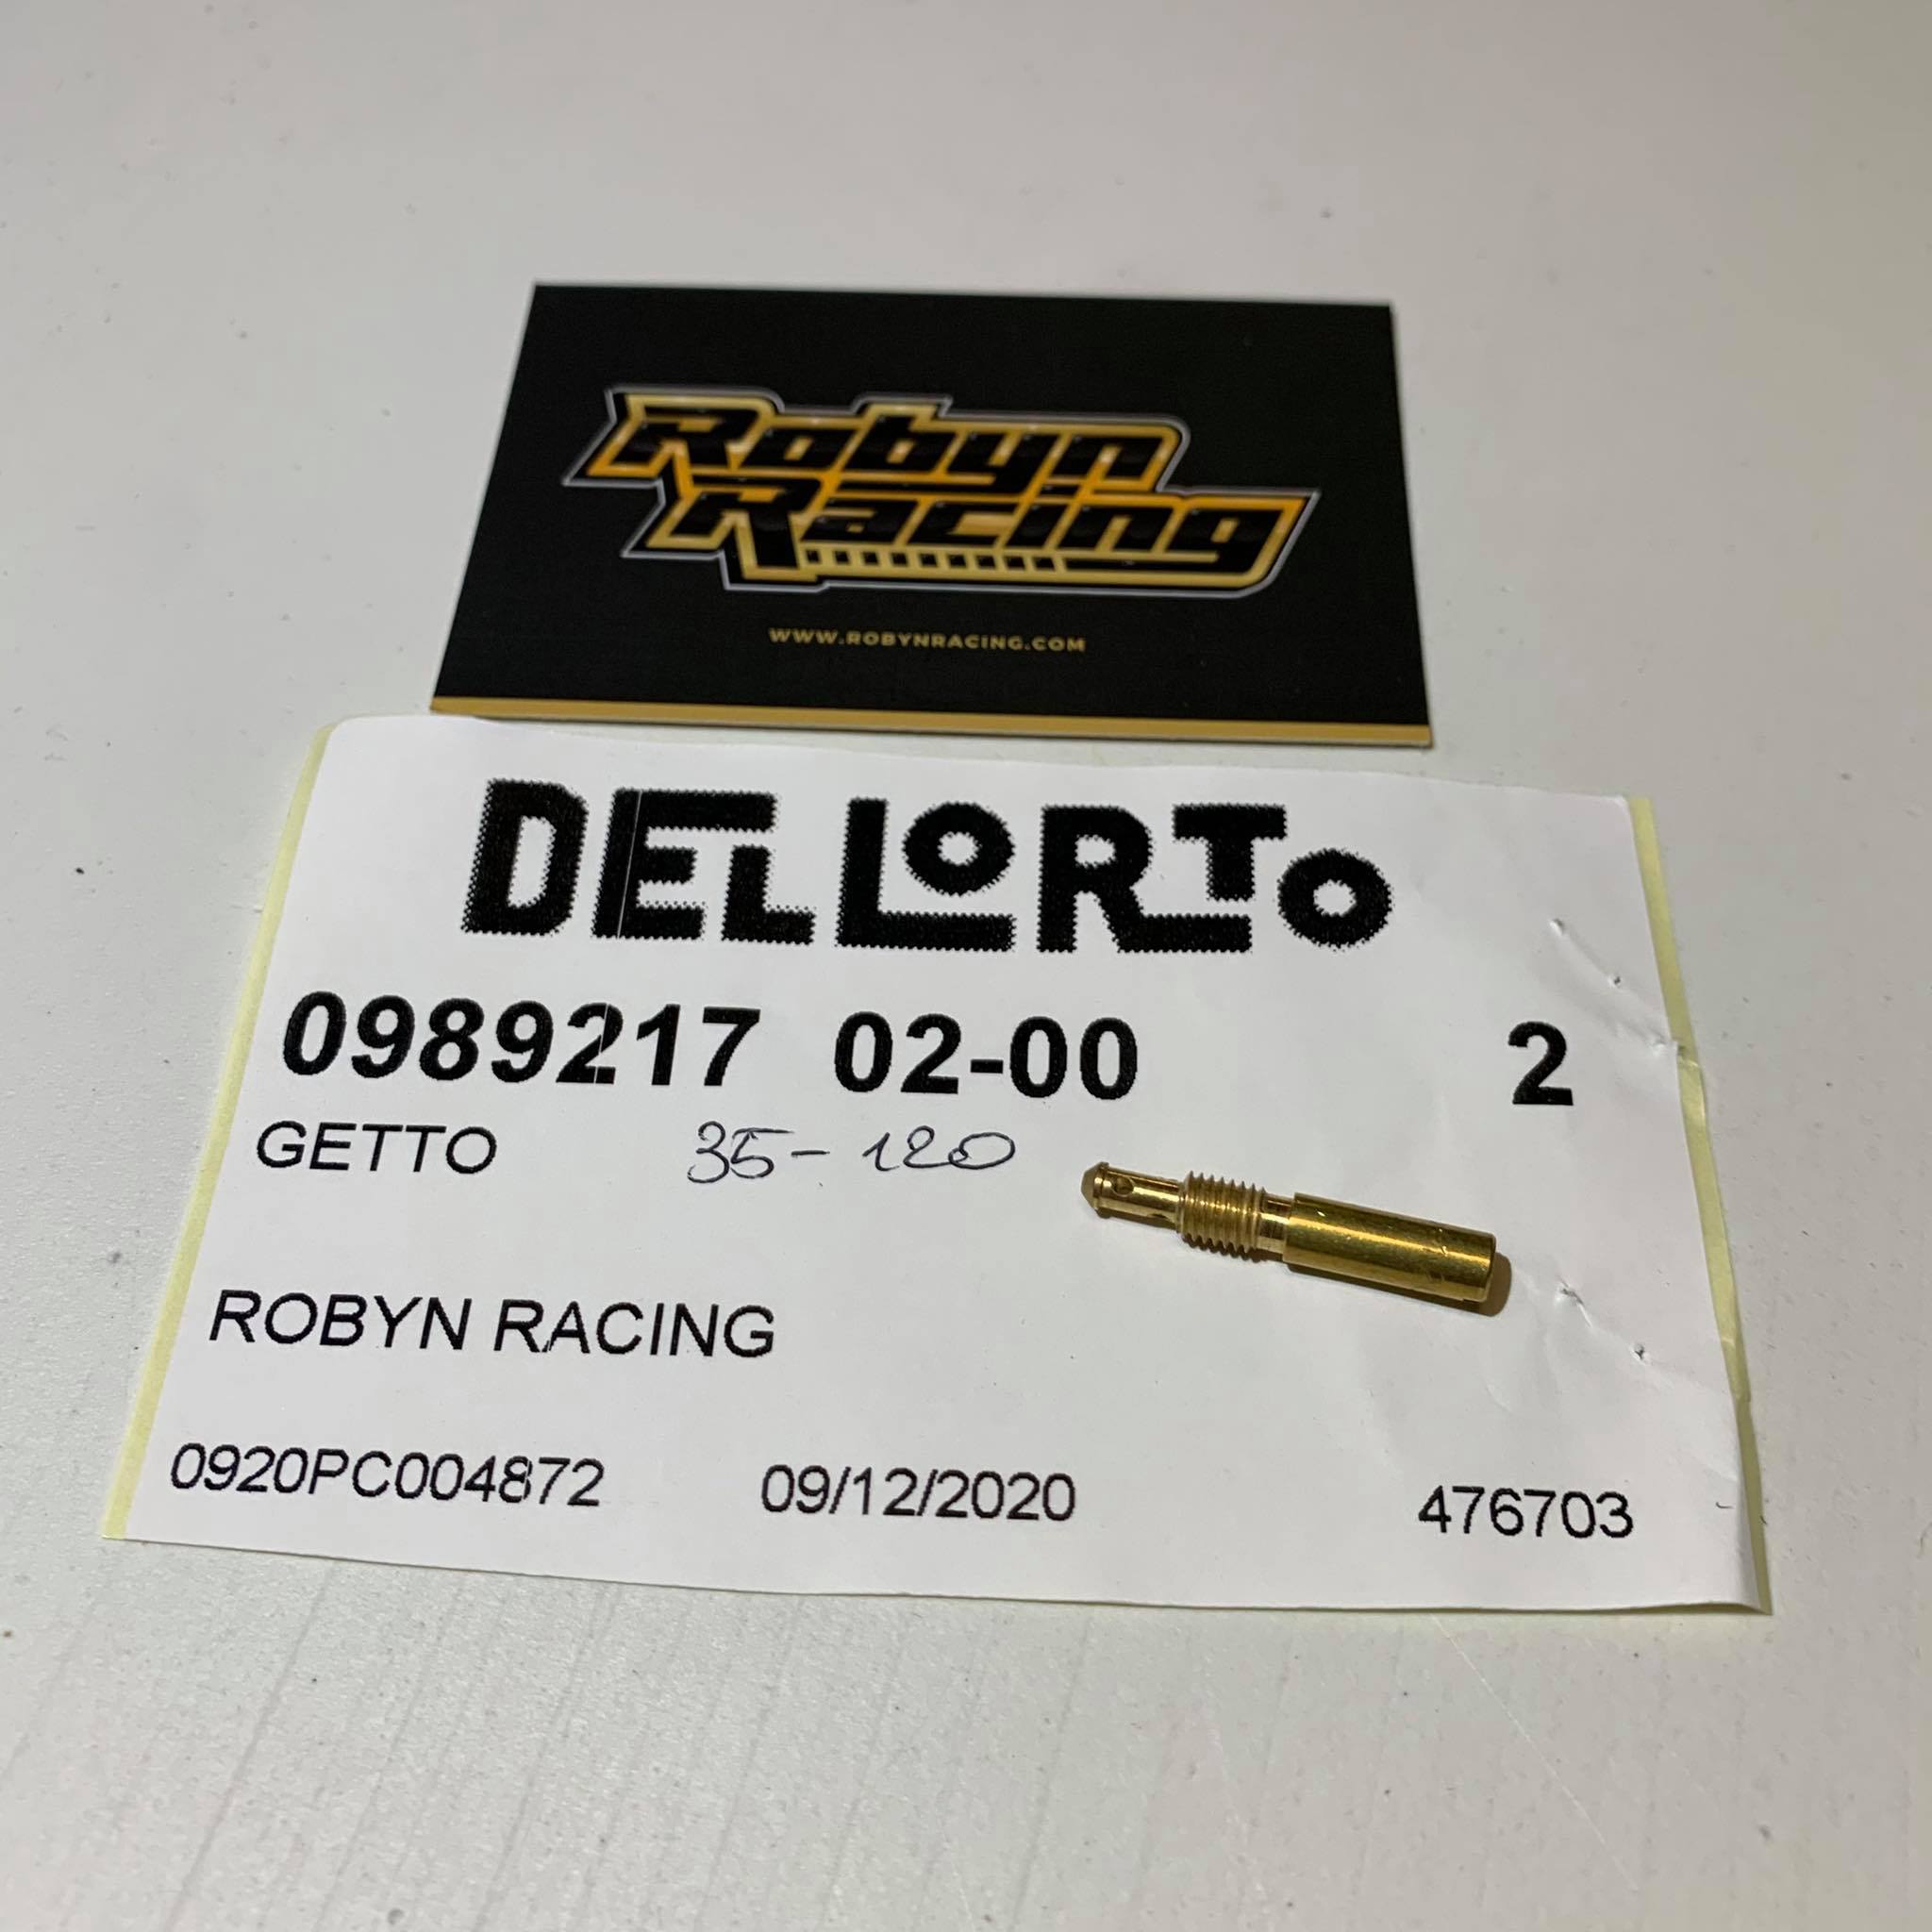 Robyn
Racing
WWW.ROBYNRACING.COM
DELLORTO
0989217 02-00 2
GETTO 35-120
ROBYN RACING
0920PC004872 09/12/2020 476703